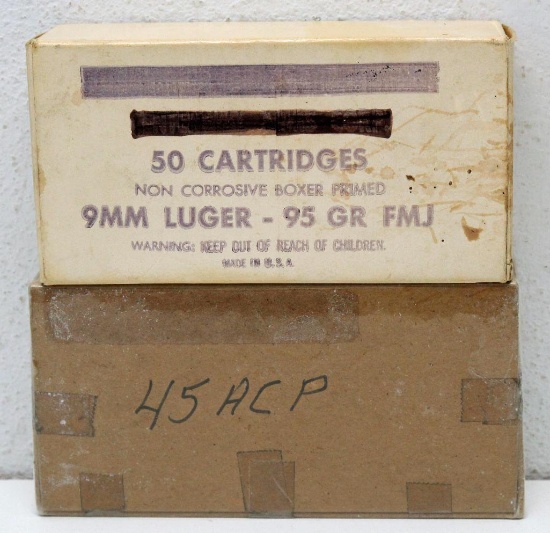 50 CARTRIDGES
NON CORROSIVE BOXER PRIMED
9MM LUGER - 95 GR FMJ
WARNING: KEEP OUT OF REACH OF CHILDREN.
MADE IN U.S.A.
45 ACP